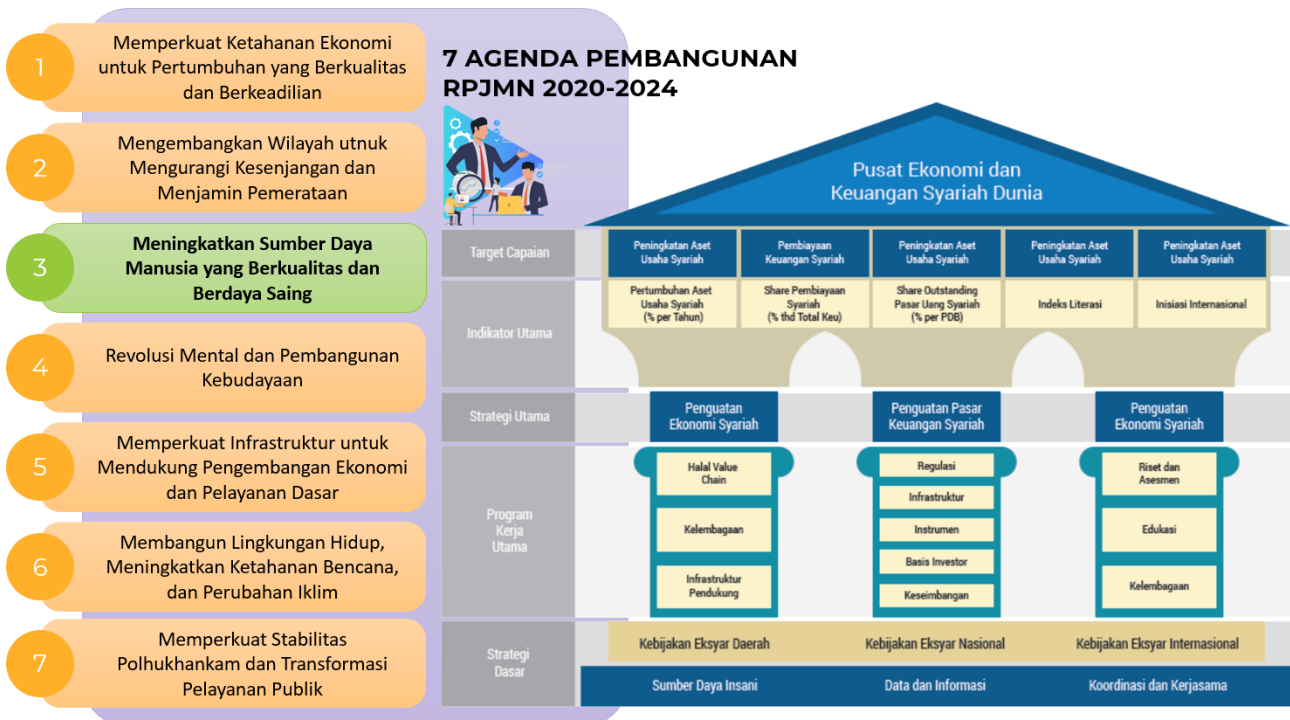 1
Memperkuat Ketahanan Ekonomi
untuk Pertumbuhan yang Berkualitas
dan Berkeadilian
2
Mengembangkan Wilayah utnuk
Mengurangi Kesenjangan dan
Menjamin Pemerataan
3
Meningkatkan Sumber Daya
Manusia yang Berkualitas dan
Berdaya Saing
4
Revolusi Mental dan Pembangunan
Kebudayaan
5
Memperkuat Infrastruktur untuk
Mendukung Pengembangan Ekonomi
dan Pelayanan Dasar
6
Membangun Lingkungan Hidup,
Meningkatkan Ketahanan Bencana,
dan Perubahan Iklim
7
Memperkuat Stabilitas
Polhukhankam dan Transformasi
Pelayanan Publik
7 AGENDA PEMBANGUNAN
RPJMN 2020-2024
Pusat Ekonomi dan
Keuangan Syariah Dunia
Target Capaian
Peningkatan Aset
Usaha Syariah
Pembiayaan
Keuangan Syariah
Peningkatan Aset
Usaha Syariah
Peningkatan Aset
Usaha Syariah
Peningkatan Aset
Usaha Syariah
Indikator Utama
Pertumbuhan Aset
Usaha Syariah
(% per Tahun)
Share Pembiayaan
Syariah
(% thd Total Keu)
Share Outstanding
Pasar Uang Syariah
(% per PDB)
Indeks Literasi
Inisiasi Internasional
Strategi Utama
Penguatan
Ekonomi Syariah
Penguatan Pasar
Keuangan Syariah
Penguatan
Ekonomi Syariah
Program
Kerja
Utama
Halal Value
Chain
Kelembagaan
Infrastruktur
Pendukung
Regulasi
Infrastruktur
Instrumen
Basis Investor
Keseimbangan
Riset dan
Asesmen
Edukasi
Kelembagaan
Strategi
Dasar
Kebijakan Eksyar Daerah
Kebijakan Eksyar Nasional
Kebijakan Eksyar Internasional
Sumber Daya Insani
Data dan Informasi
Koordinasi dan Kerjasama